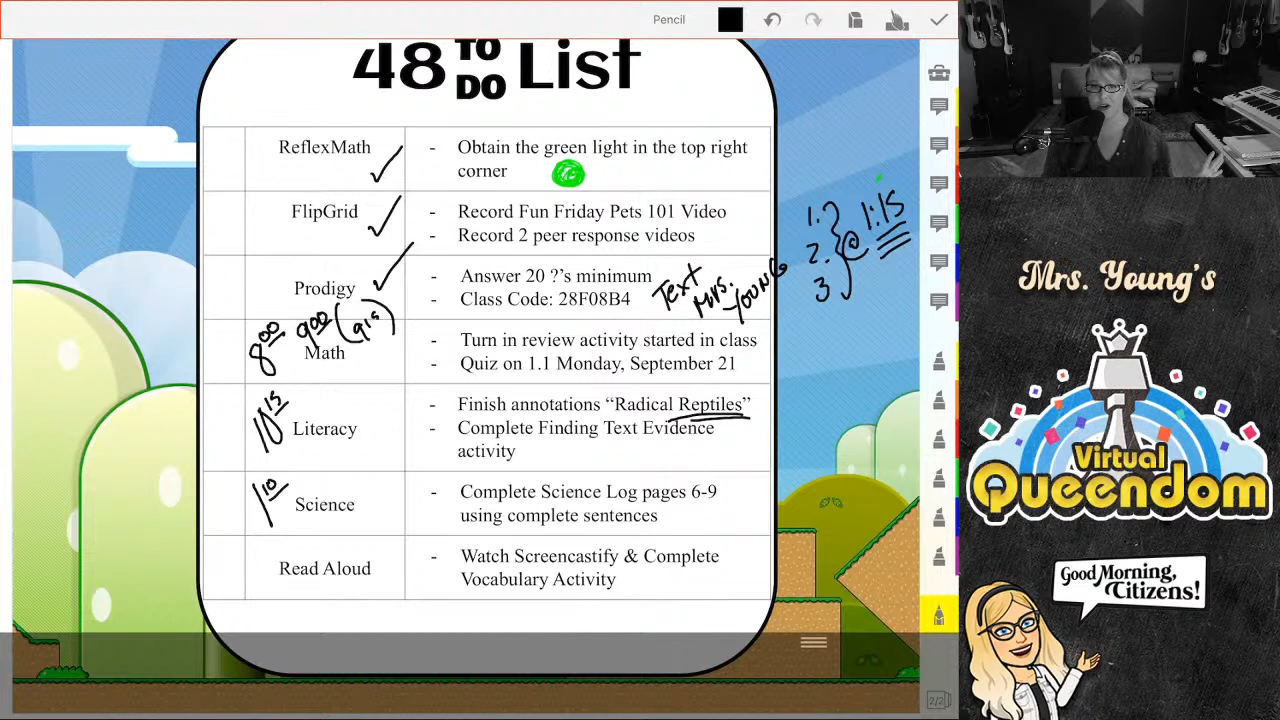 Pencil
48 TO DO List
ReflexMath
- Obtain the green light in the top right
corner
FlipGrid
- Record Fun Friday Pets 101 Video
- Record 2 peer response videos
1. 
2. @ 1:15
3
Prodigy
- Answer 20 ?'s minimum
- Class Code: 28F08B4
Text
Mrs.
Young
8:00 9:00 (9:15)
Math
- Turn in review activity started in class
- Quiz on 1.1 Monday, September 21
10:15
Literacy
- Finish annotations “Radical Reptiles”
- Complete Finding Text Evidence
activity
1:10
Science
- Complete Science Log pages 6-9
using complete sentences
Read Aloud
- Watch Screencastify & Complete
Vocabulary Activity
2/2
Mrs. Young's
Virtual
Queendom
Good Morning,
Citizens!